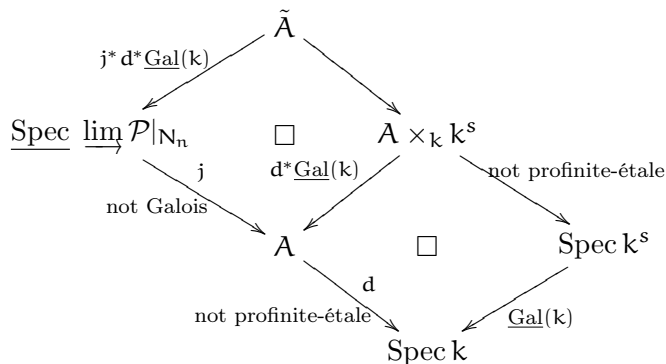 Ã
j* d* Gal(k)
Spec lim P|Nₙ □ A ×ₖ kˢ
j d* Gal(k) not profinite-étale
not Galois
A □ Spec kˢ
d
not profinite-étale Gal(k)
Spec k